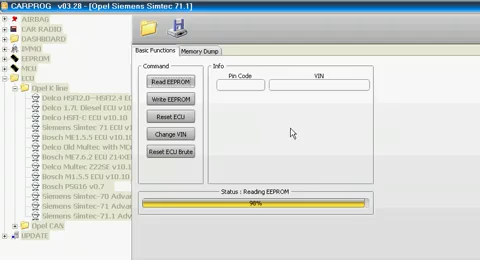 CARPROG v03.28 - [Opel Siemens Simtec 71.1]
AIRBAG
CAR RADIO
DASHBOARD
IMMO
EEPROM
MCU
ECU
Opel K line
Delco HSFI2.0--HSFI2.4 E
Delco 1.7L Diesel ECU v10
Delco HSFI-C ECU v10.10
Siemens Simtec 71 ECU v1
Bosch ME1.5.5 ECU v10.10
Delco Old Multec with MC
Bosch ME7.6.2 ECU Z14XE
Delco Multec Z22SE v10.1
Bosch M1.5.5 ECU v10.10
Bosch PSG16 v0.7
Siemens Simtec-70 Advan
Siemens Simtec-71 Advan
Siemens Simtec-71.1 Adv
Opel CAN
UPDATE
Basic Functions
Memory Dump
Command
Read EEPROM
Write EEPROM
Reset ECU
Change VIN
Reset ECU Brute
Info
Pin Code
VIN
Status : Reading EEPROM
98%